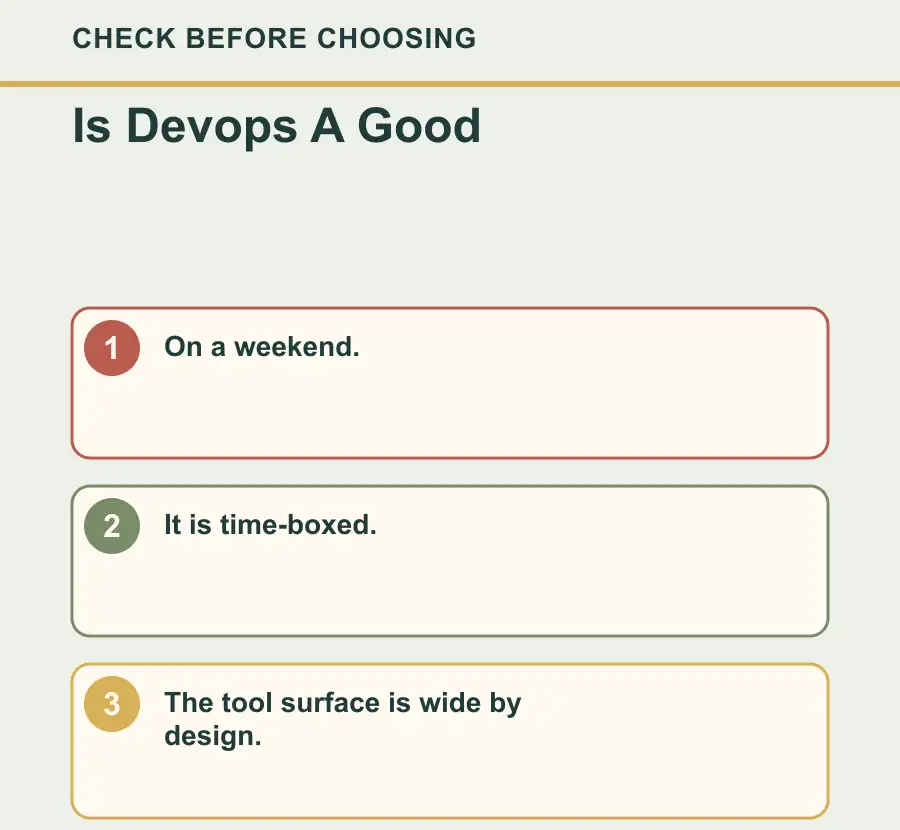 CHECK BEFORE CHOOSING
Is Devops A Good
1
On a weekend.
2
It is time-boxed.
3
The tool surface is wide by
design.